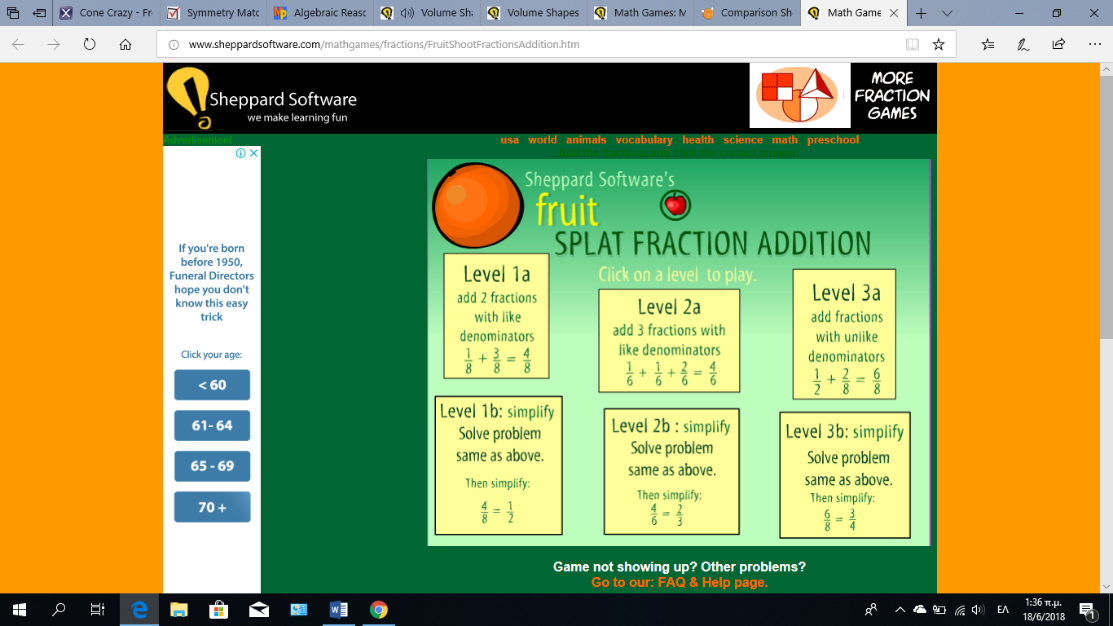 Cone Crazy - Fr
Symmetry Matc
Algebraic Reaso
Volume Sha
Volume Shapes
Math Games: M
Comparison Sh
Math Game
www.sheppardsoftware.com/mathgames/fractions/FruitShootFractionsAddition.htm
Sheppard Software
we make learning fun
MORE
FRACTION
GAMES
Advertisement
usa world animals vocabulary health science math preschool
If you're born
before 1950,
Funeral Directors
hope you don't
know this easy
trick
Click your age:
< 60
61- 64
65 - 69
70 +
Sheppard Software's
fruit
SPLAT FRACTION ADDITION
Click on a level to play.
Level 1a
add 2 fractions
with like
denominators
1/8 + 3/8 = 4/8
Level 2a
add 3 fractions with
like denominators
1/6 + 1/6 + 2/6 = 4/6
Level 3a
add fractions
with unlike
denominators
1/2 + 2/8 = 6/8
Level 1b: simplify
Solve problem
same as above.
Then simplify:
4/8 = 1/2
Level 2b : simplify
Solve problem
same as above.
Then simplify:
4/6 = 2/3
Level 3b: simplify
Solve problem
same as above.
Then simplify:
6/8 = 3/4
Game not showing up? Other problems?
Go to our: FAQ & Help page.
ΕΛ
1:36 π.μ.
18/6/2018
1